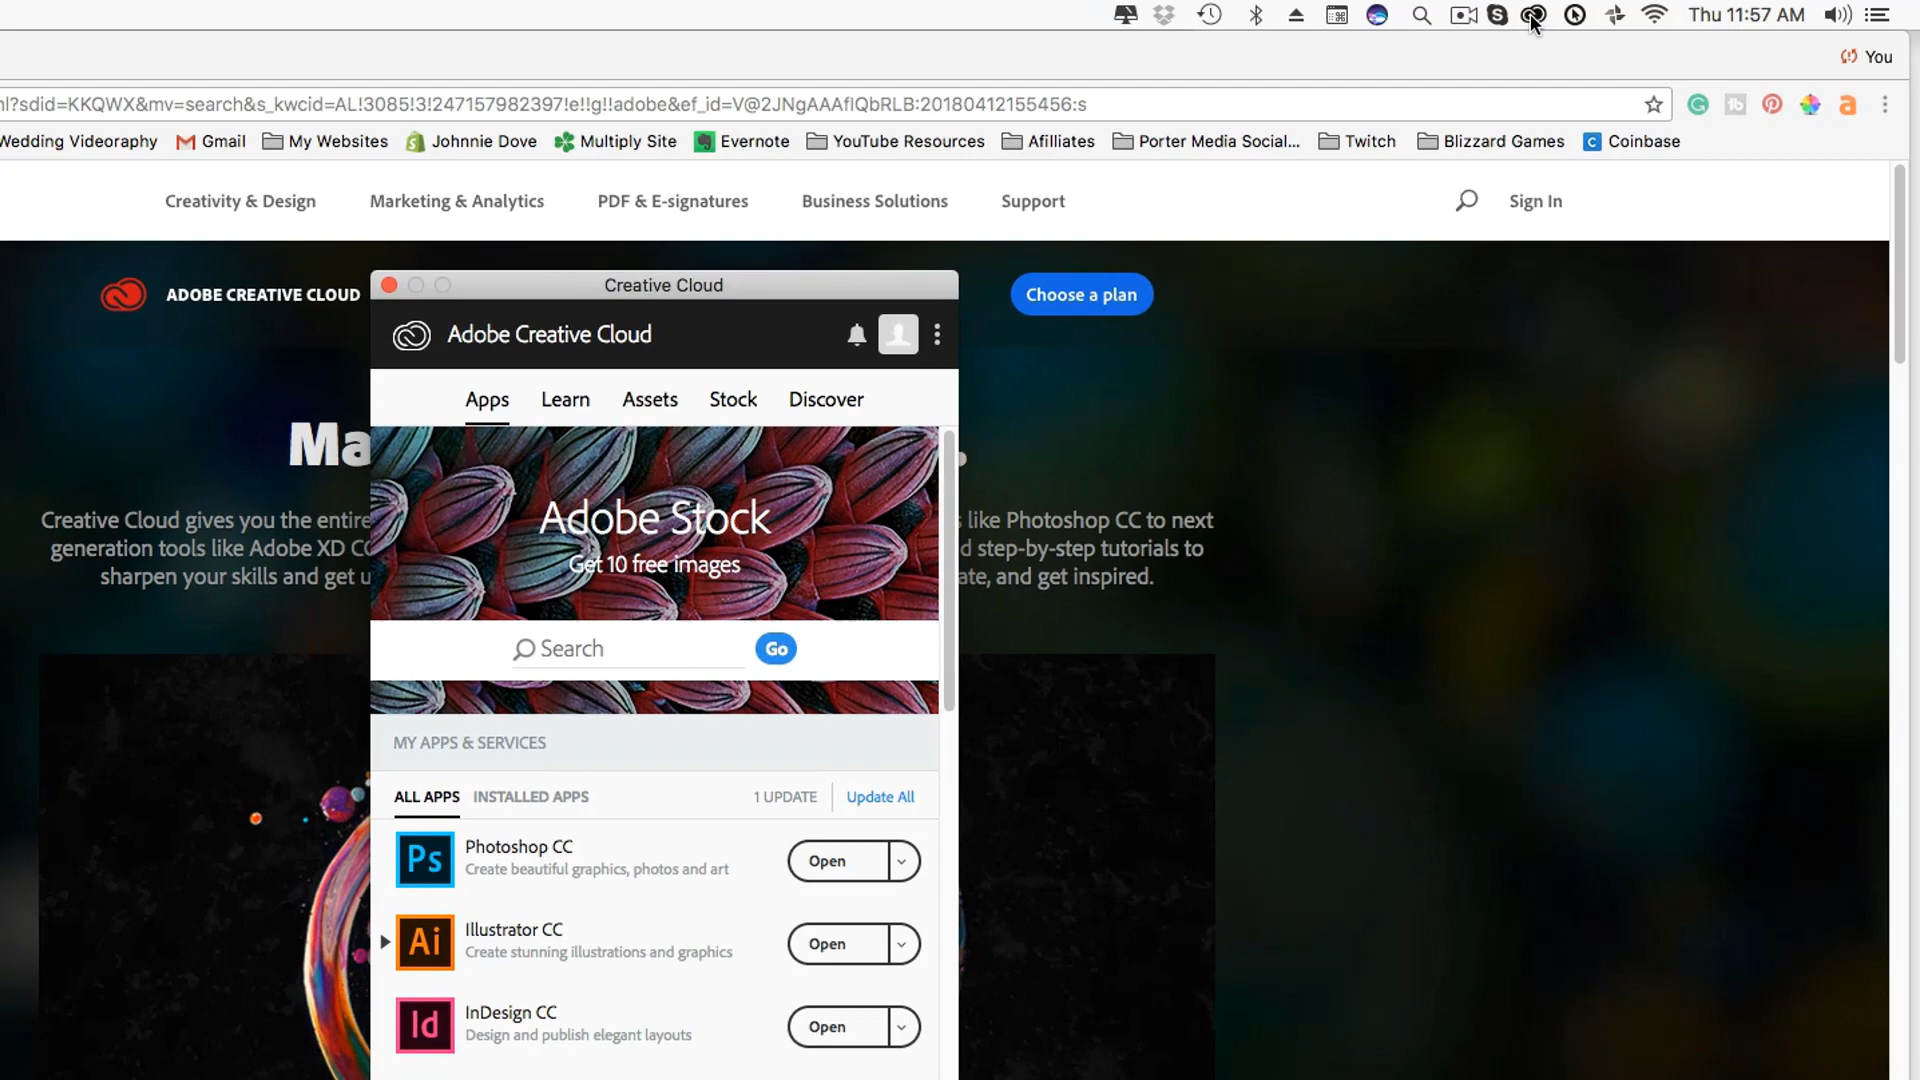 Thu 11:57 AM
You
nl?sdid=KKQWX&mv=search&s_kwcid=AL!3085!3!247157982397!e!!g!!adobe&ef_id=V@2JNgAAAfIQbRLB:20180412155456:s
Wedding Videoraphy
Gmail
My Websites
Johnnie Dove
Multiply Site
Evernote
YouTube Resources
Afilliates
Porter Media Social...
Twitch
Blizzard Games
Coinbase
Creativity & Design
Marketing & Analytics
PDF & E-signatures
Business Solutions
Support
Sign In
ADOBE CREATIVE CLOUD
Choose a plan
Creative Cloud
Adobe Creative Cloud
Apps
Learn
Assets
Stock
Discover
Ma
Creative Cloud gives you the entire
like Photoshop CC to next
generation tools like Adobe XD CC
d step-by-step tutorials to
sharpen your skills and get u
ate, and get inspired.
Adobe Stock
Get 10 free images
Search
Go
MY APPS & SERVICES
ALL APPS
INSTALLED APPS
1 UPDATE
Update All
Ps
Photoshop CC
Create beautiful graphics, photos and art
Open
Ai
Illustrator CC
Create stunning illustrations and graphics
Open
Id
InDesign CC
Design and publish elegant layouts
Open